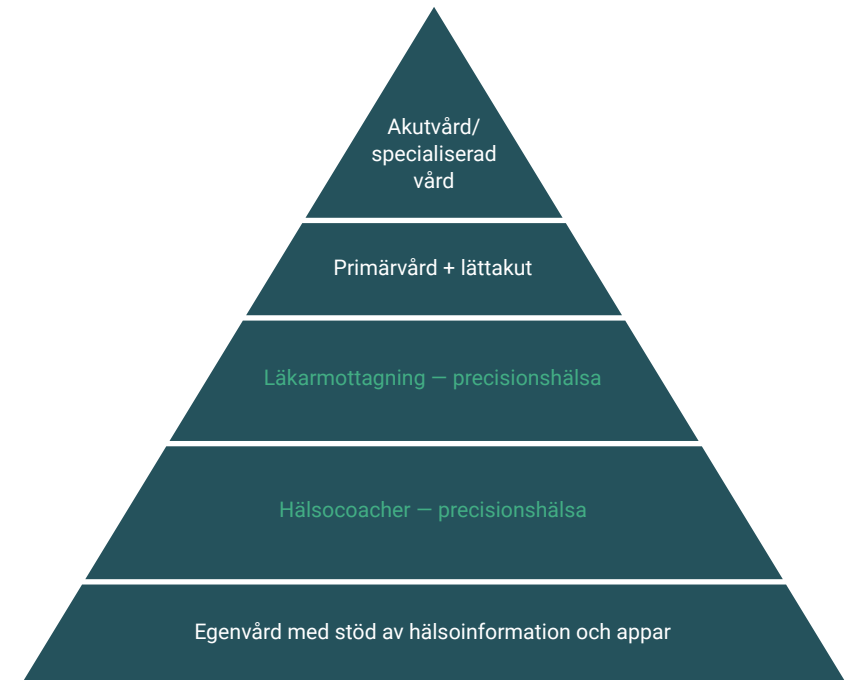 Akutvård/
specialiserad
vård
Primärvård + lättakut
Läkarmottagning — precisionshälsa
Hälsocoacher — precisionshälsa
Egenvård med stöd av hälsoinformation och appar